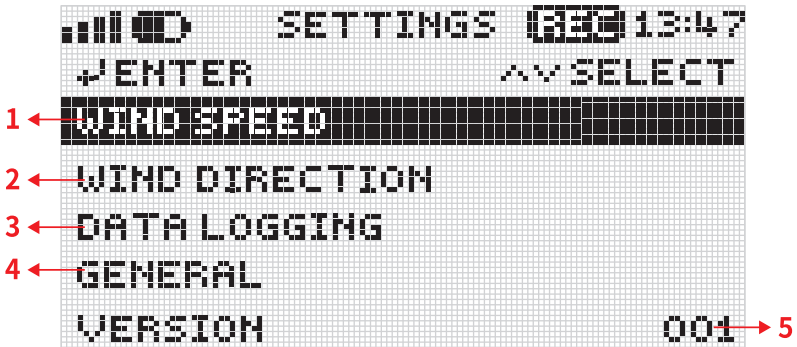 SETTINGS REC 13:47
↵ENTER ∧∨SELECT
1 WIND SPEED
2 WIND DIRECTION
3 DATA LOGGING
4 GENERAL
VERSION 001 5